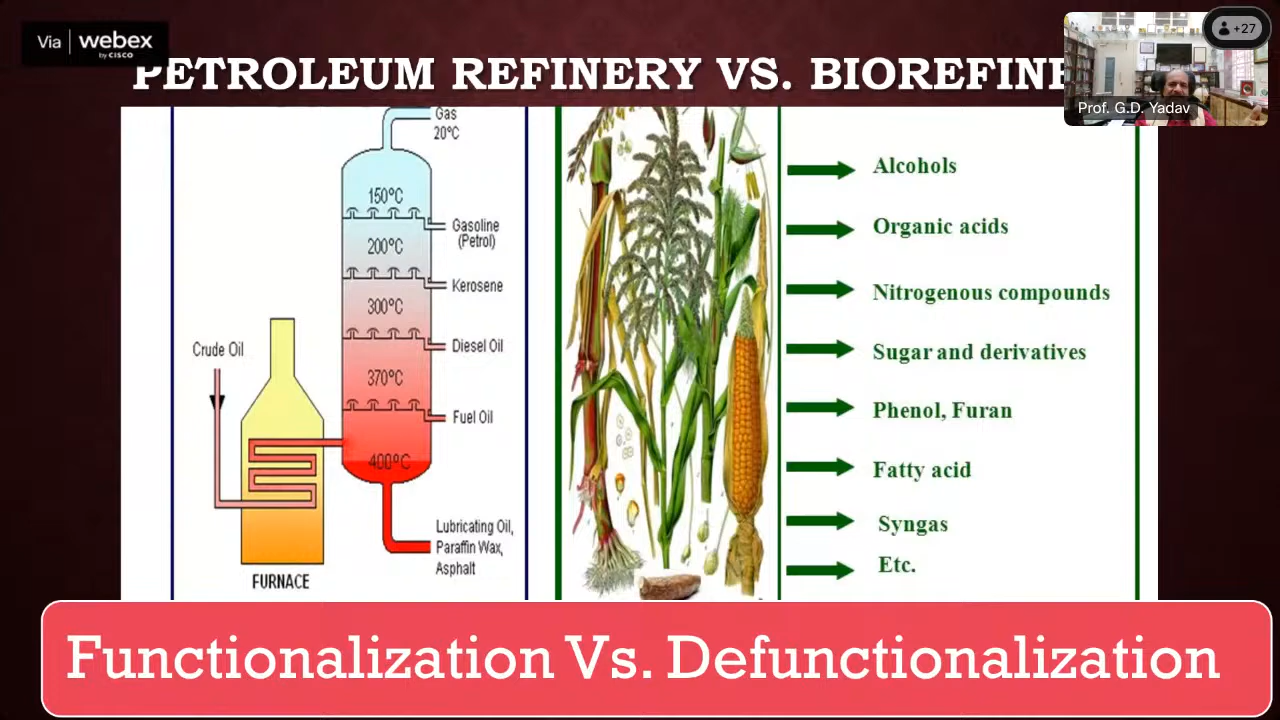 Via webex
by CISCO
PETROLEUM REFINERY VS. BIOREFINE
+27
Prof. G.D. Yadav
Gas
20°C
150°C
Gasoline
(Petrol)
200°C
Kerosene
300°C
Diesel Oil
370°C
Fuel Oil
400°C
Crude Oil
Lubricating Oil,
Paraffin Wax,
Asphalt
FURNACE
Alcohols
Organic acids
Nitrogenous compounds
Sugar and derivatives
Phenol, Furan
Fatty acid
Syngas
Etc.
Functionalization Vs. Defunctionalization